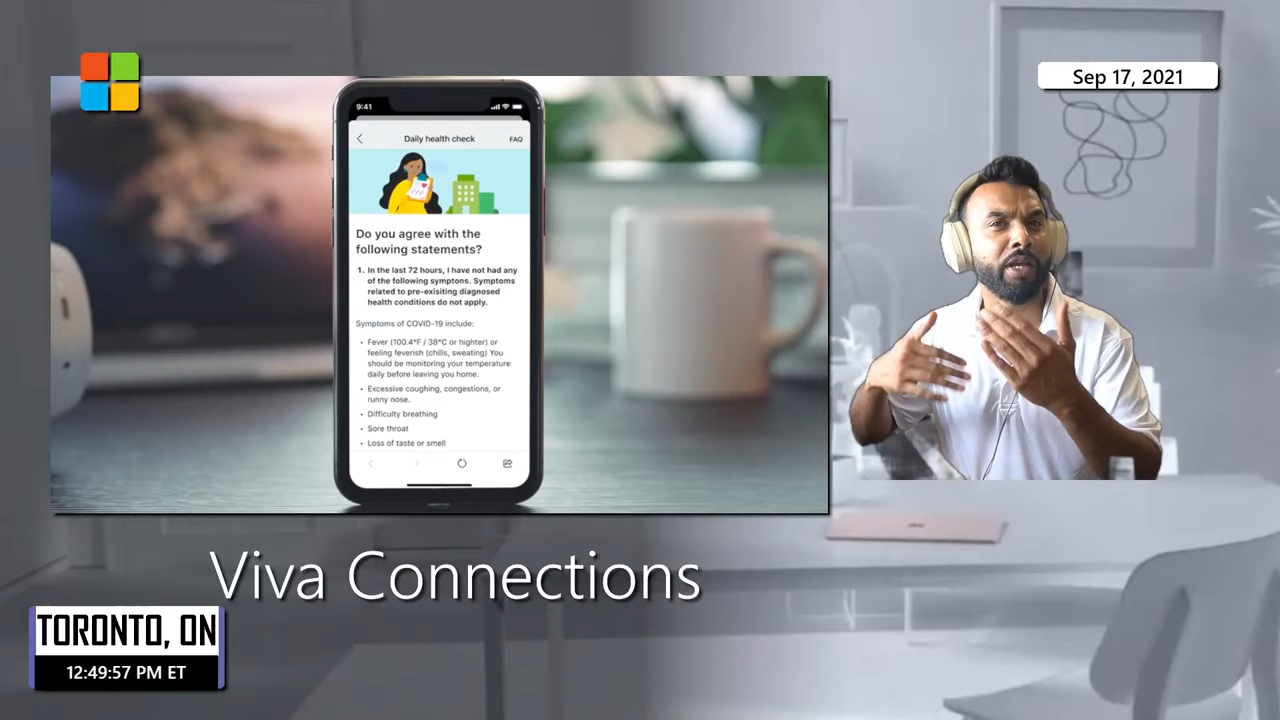 Sep 17, 2021
9:41
Daily health check
FAQ
Do you agree with the
following statements?
1. In the last 72 hours, I have not had any
of the following symptons. Symptoms
related to pre-exisiting diagnosed
health conditions do not apply.
Symptoms of COVID-19 include:
• Fever (100.4°F / 38°C or highter) or
feeling feverish (chills, sweating) You
should be monitoring your temperature
daily before leaving you home.
• Excessive coughing, congestions, or
runny nose.
• Difficulty breathing
• Sore throat
• Loss of taste or smell
Viva Connections
TORONTO, ON
12:49:57 PM ET